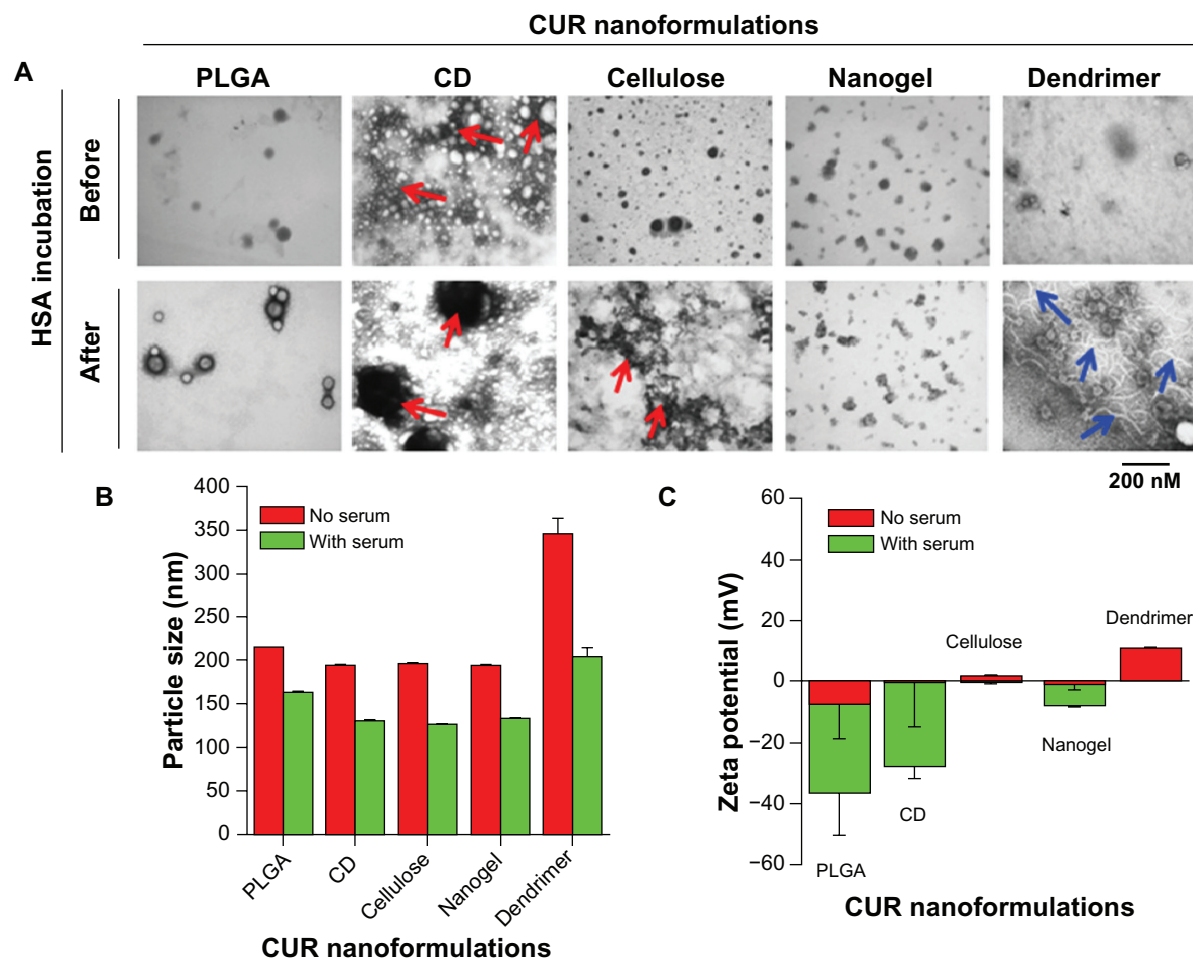 CUR nanoformulations
A
PLGA
CD
Cellulose
Nanogel
Dendrimer
HSA incubation
Before
After
200 nM
B
400
350
300
250
200
150
100
50
0
Particle size (nm)
No serum
With serum
PLGA
CD
Cellulose
Nanogel
Dendrimer
CUR nanoformulations
C
60
40
20
0
−20
−40
−60
Zeta potential (mV)
No serum
With serum
Dendrimer
Cellulose
Nanogel
CD
PLGA
CUR nanoformulations